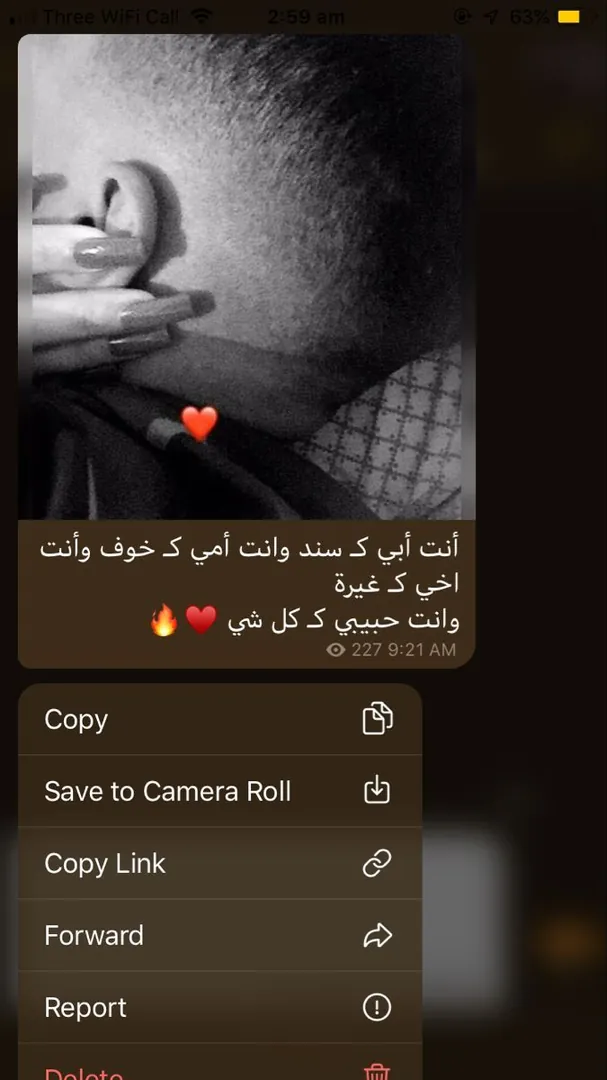 Three WiFi Call 2:59 am 63%
أنت أبي كـ سند وانت أمي كـ خوف وأنت
اخي كـ غيرة
وانت حبيبي كـ كل شي ♥️🔥
227 9:21 AM
Copy
Save to Camera Roll
Copy Link
Forward
Report
Delete